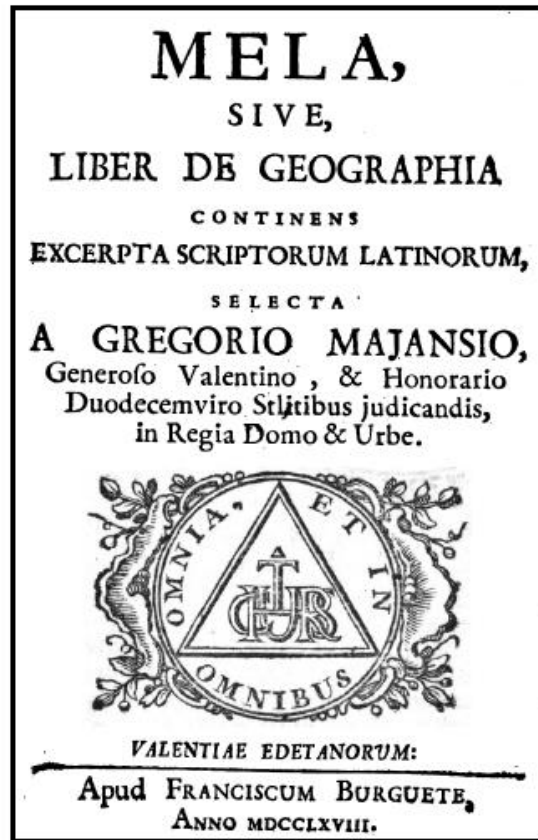 MELA,
SIVE,
LIBER DE GEOGRAPHIA
CONTINENS
EXCERPTA SCRIPTORUM LATINORUM,
SELECTA
A GREGORIO MAJANSIO,
Generoſo Valentino, & Honorario
Duodecemviro Stlitibus judicandis,
in Regia Domo & Urbe.
OMNIA, ET IN
OMNIBUS
VALENTIAE EDETANORUM:
Apud FRANCISCUM BURGUETE,
ANNO MDCCLXVIII.